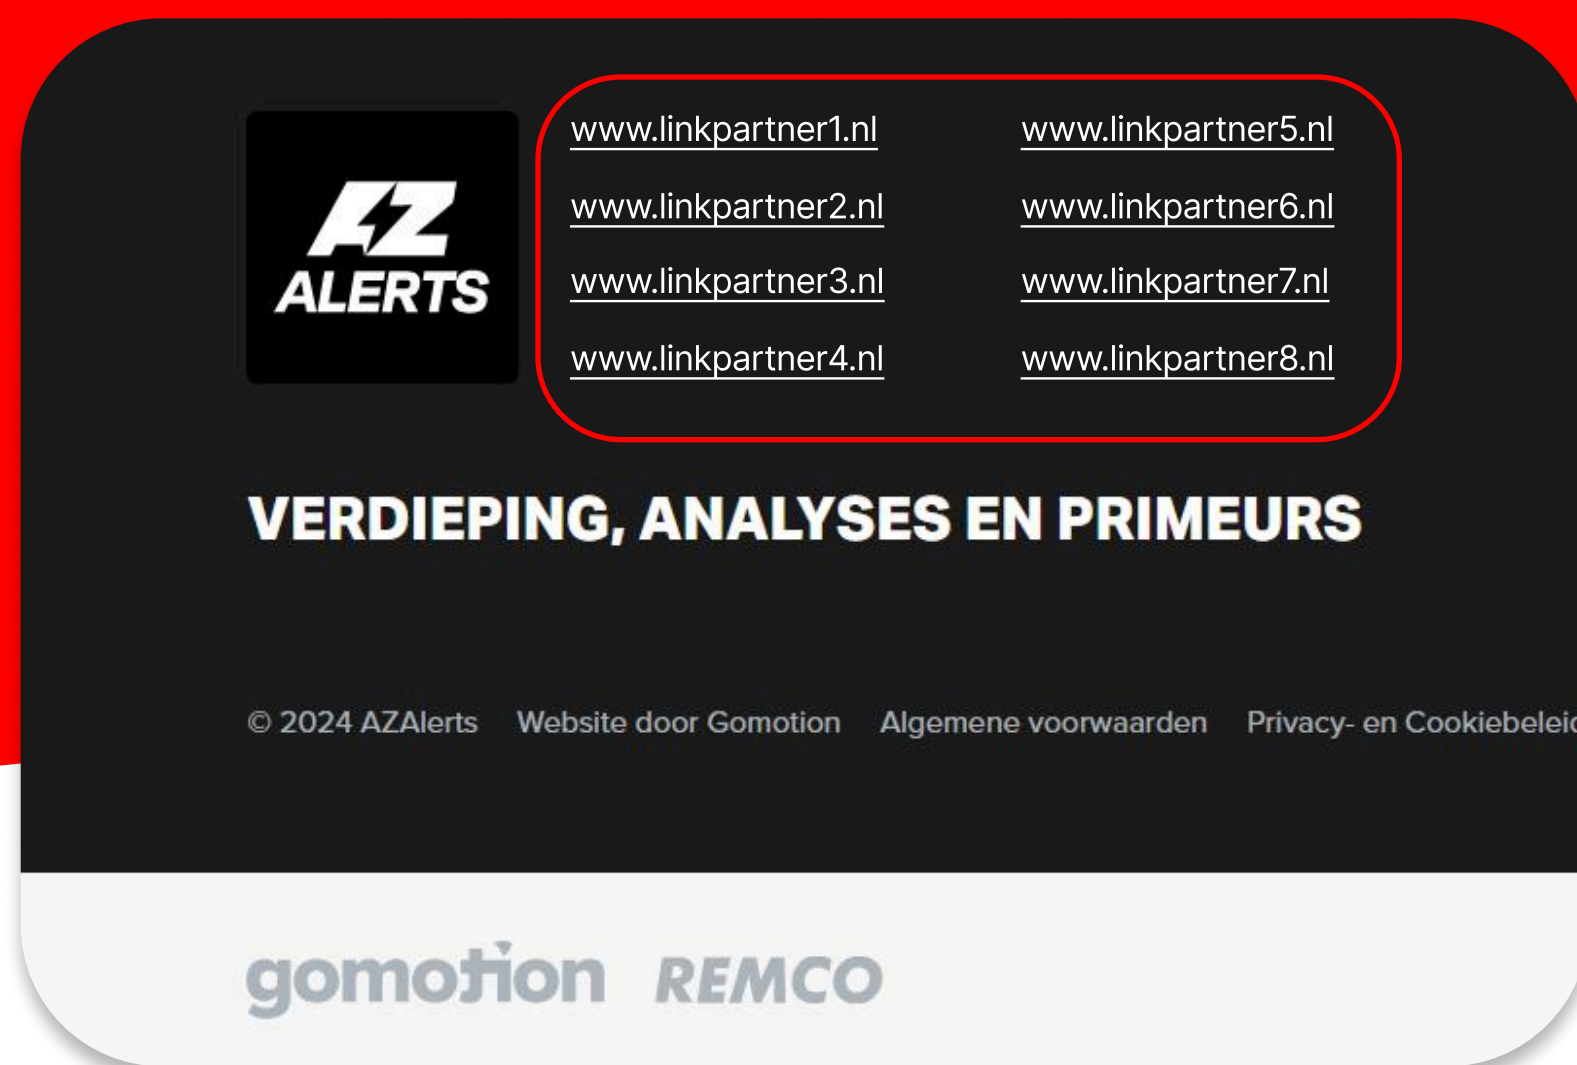 AZ
ALERTS
www.linkpartner1.nl
www.linkpartner2.nl
www.linkpartner3.nl
www.linkpartner4.nl
www.linkpartner5.nl
www.linkpartner6.nl
www.linkpartner7.nl
www.linkpartner8.nl
VERDIEPING, ANALYSES EN PRIMEURS
© 2024 AZAlerts Website door Gomotion Algemene voorwaarden Privacy- en Cookiebeleid
gomotion REMCO